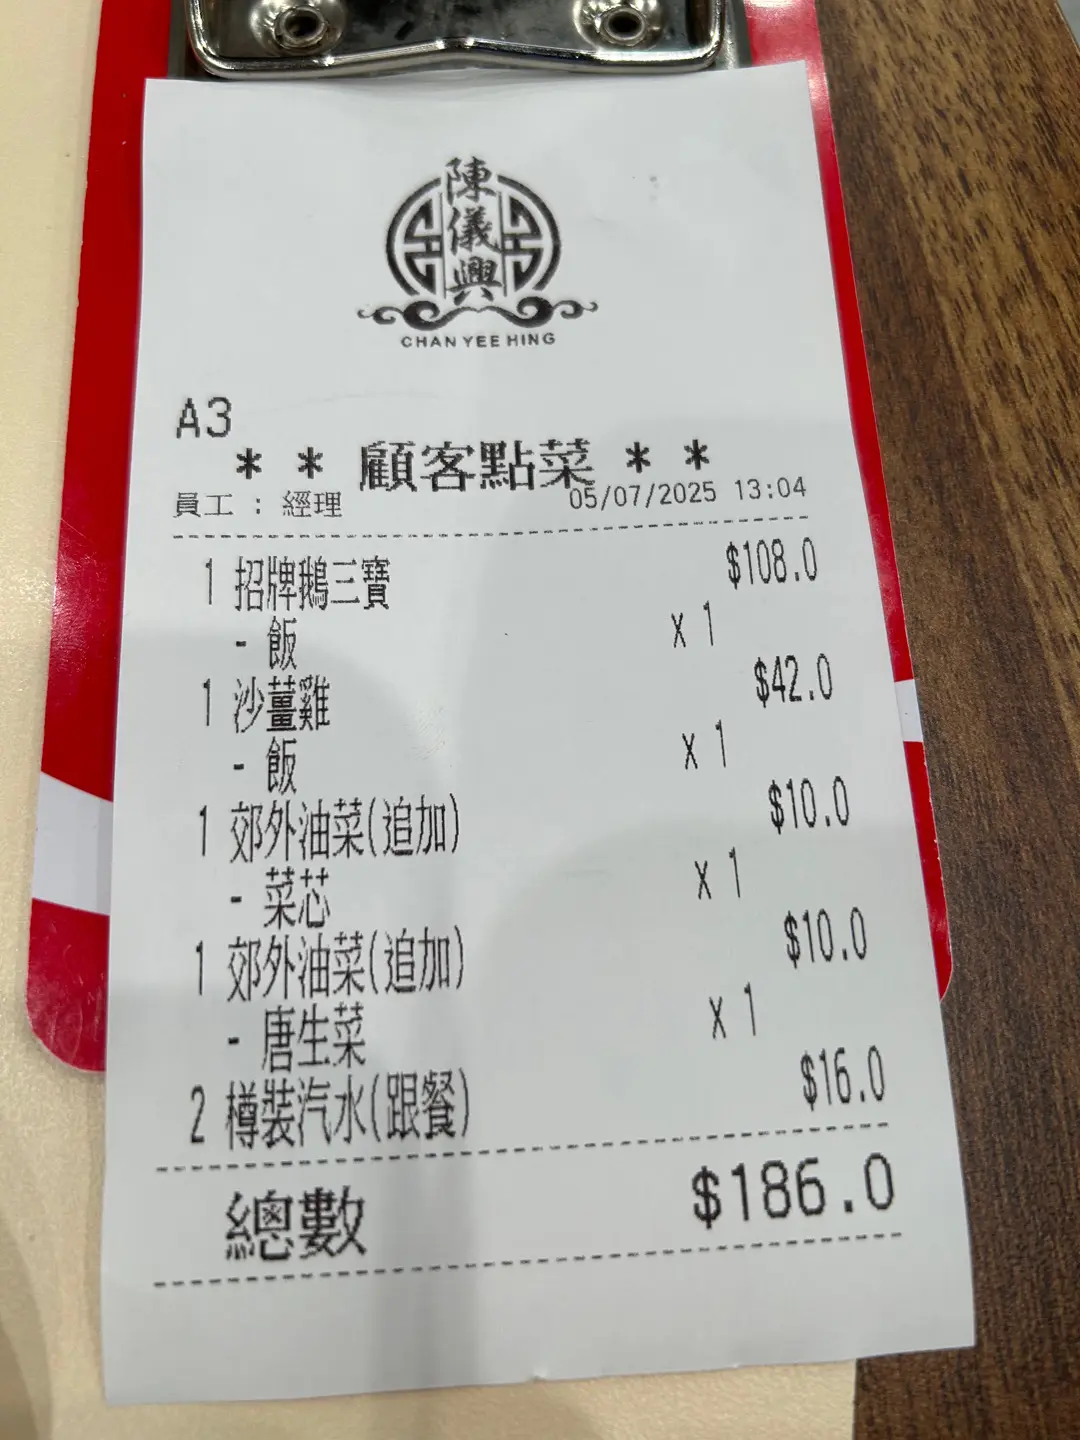 陳儀興
CHAN YEE HING
A3
* * 顧客點菜 * *
員工 : 經理 05/07/2025 13:04
1 招牌鵝三寶 $108.0
- 飯 x 1
1 沙薑雞 $42.0
- 飯 x 1
1 郊外油菜(追加) $10.0
- 菜芯 x 1
1 郊外油菜(追加) $10.0
- 唐生菜 x 1
2 樽裝汽水(跟餐) $16.0
總數 $186.0